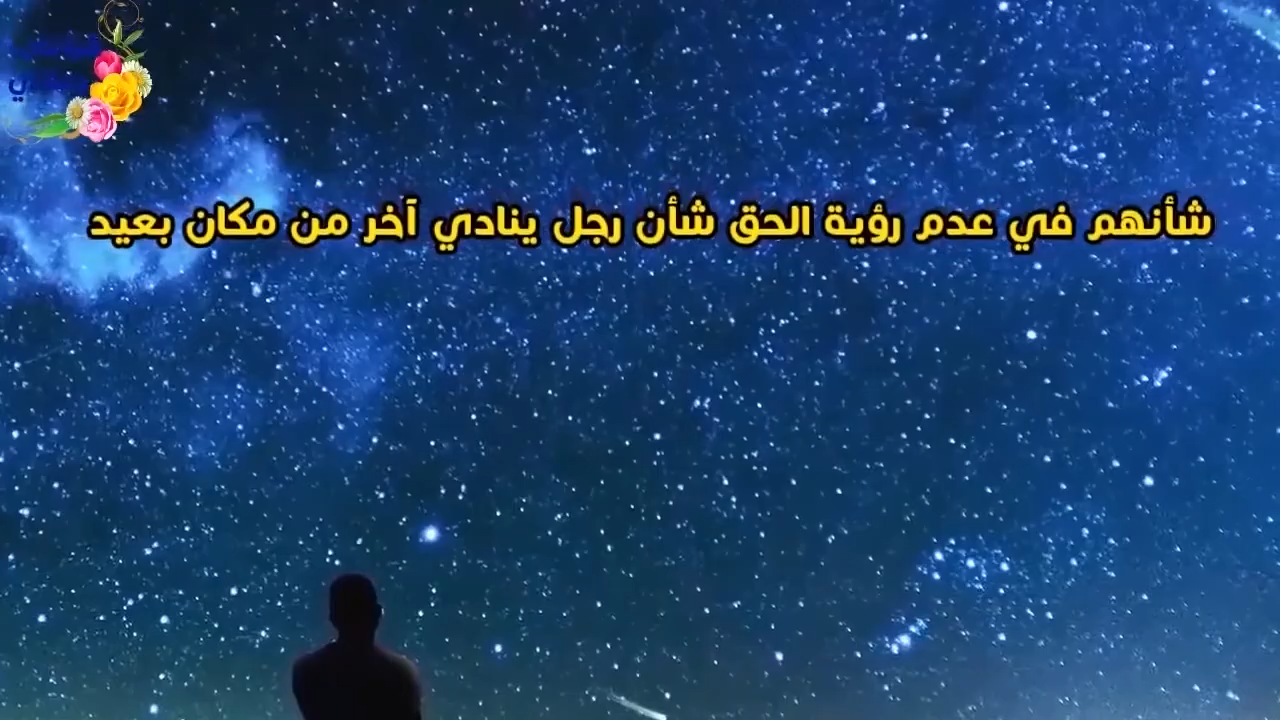 شأنهم في عدم رؤية الحق شأن رجل ينادي آخر من مكان بعيد